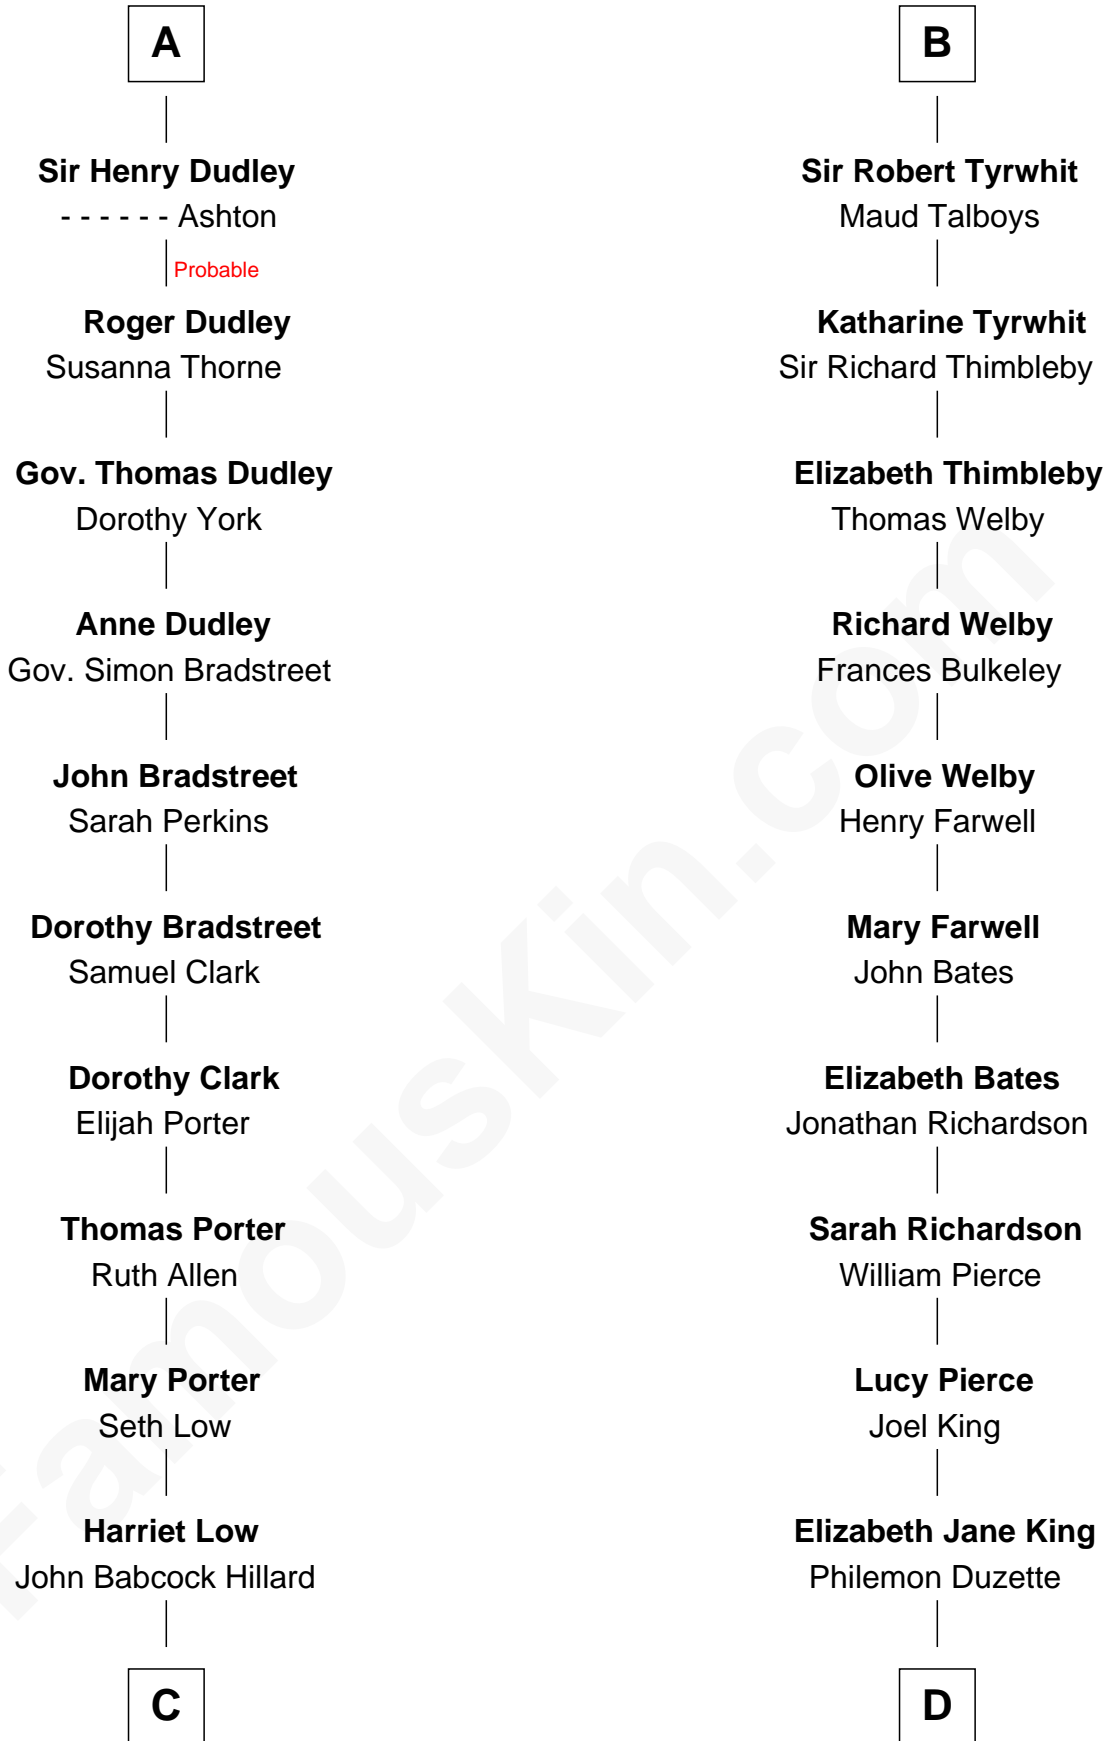 A
Sir Henry Dudley
- - - - - - Ashton
Probable
Roger Dudley
Susanna Thorne
Gov. Thomas Dudley
Dorothy York
Anne Dudley
Gov. Simon Bradstreet
John Bradstreet
Sarah Perkins
Dorothy Bradstreet
Samuel Clark
Dorothy Clark
Elijah Porter
Thomas Porter
Ruth Allen
Mary Porter
Seth Low
Harriet Low
John Babcock Hillard
C
B
Sir Robert Tyrwhit
Maud Talboys
Katharine Tyrwhit
Sir Richard Thimbleby
Elizabeth Thimbleby
Thomas Welby
Richard Welby
Frances Bulkeley
Olive Welby
Henry Farwell
Mary Farwell
John Bates
Elizabeth Bates
Jonathan Richardson
Sarah Richardson
William Pierce
Lucy Pierce
Joel King
Elizabeth Jane King
Philemon Duzette
D
FamousKin.com